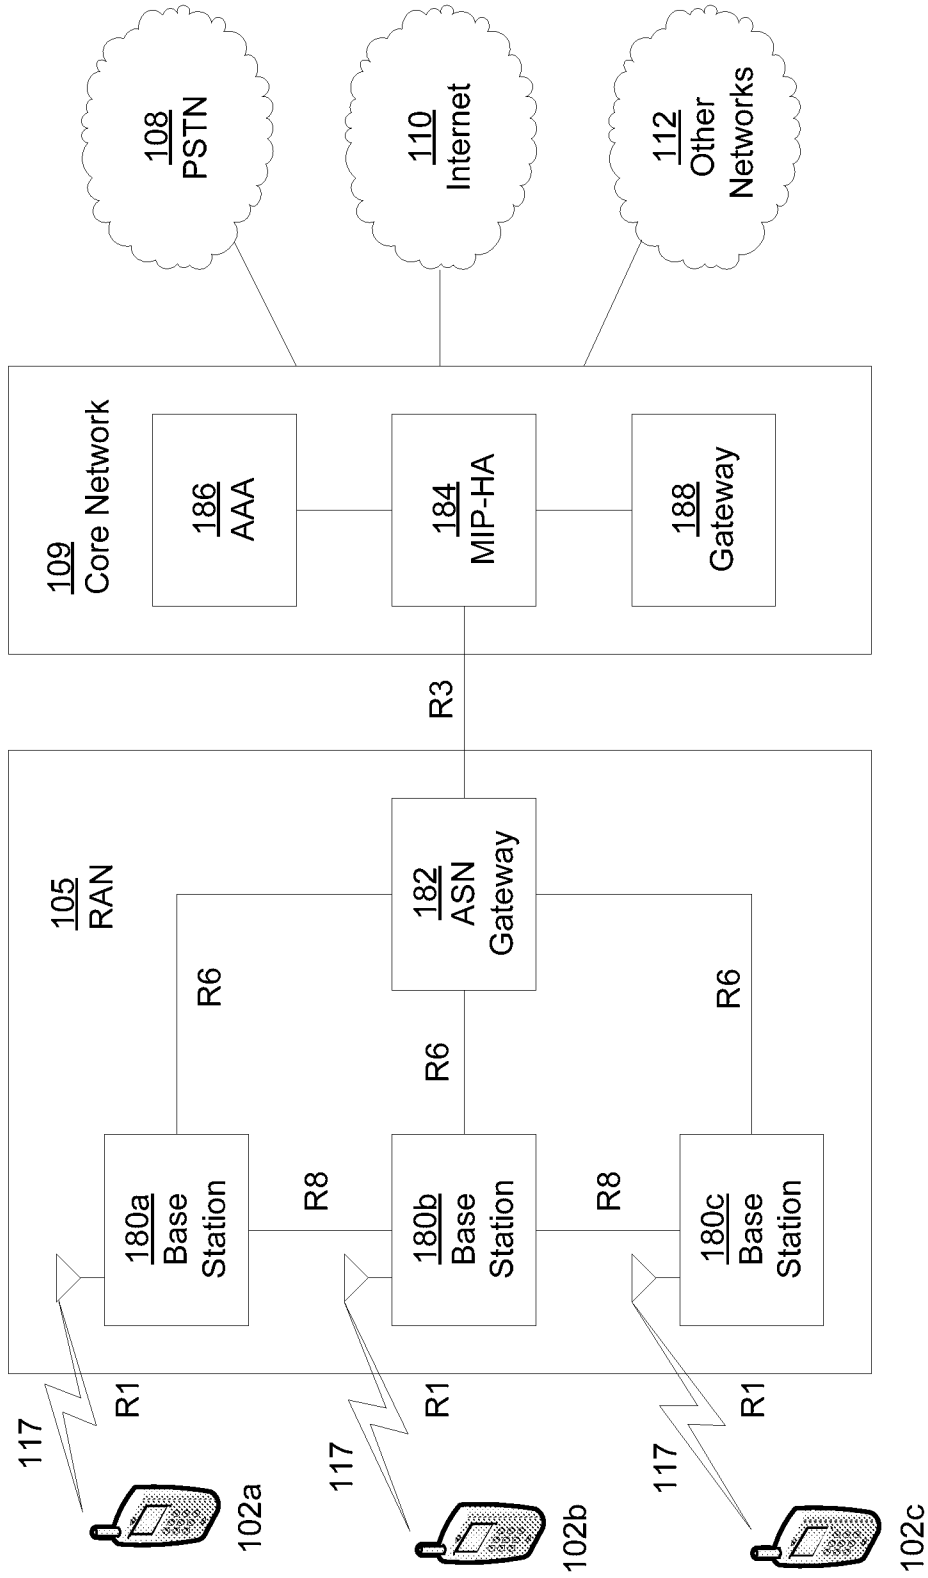 105
RAN
109
Core Network
117
R1
102a
180a
Base
Station
R6
186
AAA
108
PSTN
R8
117
R1
102b
180b
Base
Station
R6
182
ASN
Gateway
R3
184
MIP-HA
110
Internet
R8
117
R1
102c
180c
Base
Station
R6
188
Gateway
112
Other
Networks